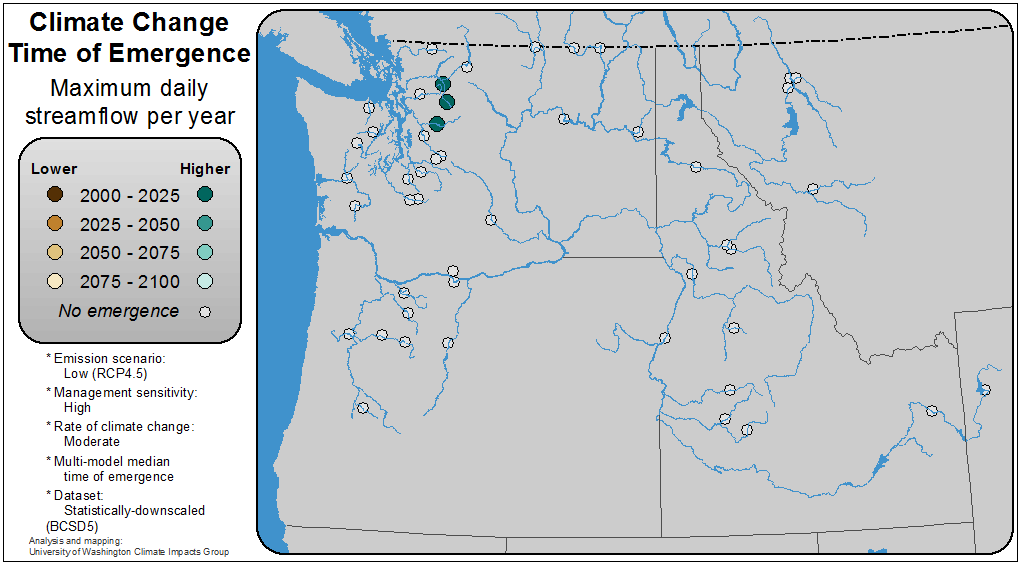 Climate Change
Time of Emergence
Maximum daily
streamflow per year
Lower Higher
2000 - 2025
2025 - 2050
2050 - 2075
2075 - 2100
No emergence
* Emission scenario:
Low (RCP4.5)
* Management sensitivity:
High
* Rate of climate change:
Moderate
* Multi-model median
time of emergence
* Dataset:
Statistically-downscaled
(BCSD5)
Analysis and mapping:
University of Washington Climate Impacts Group